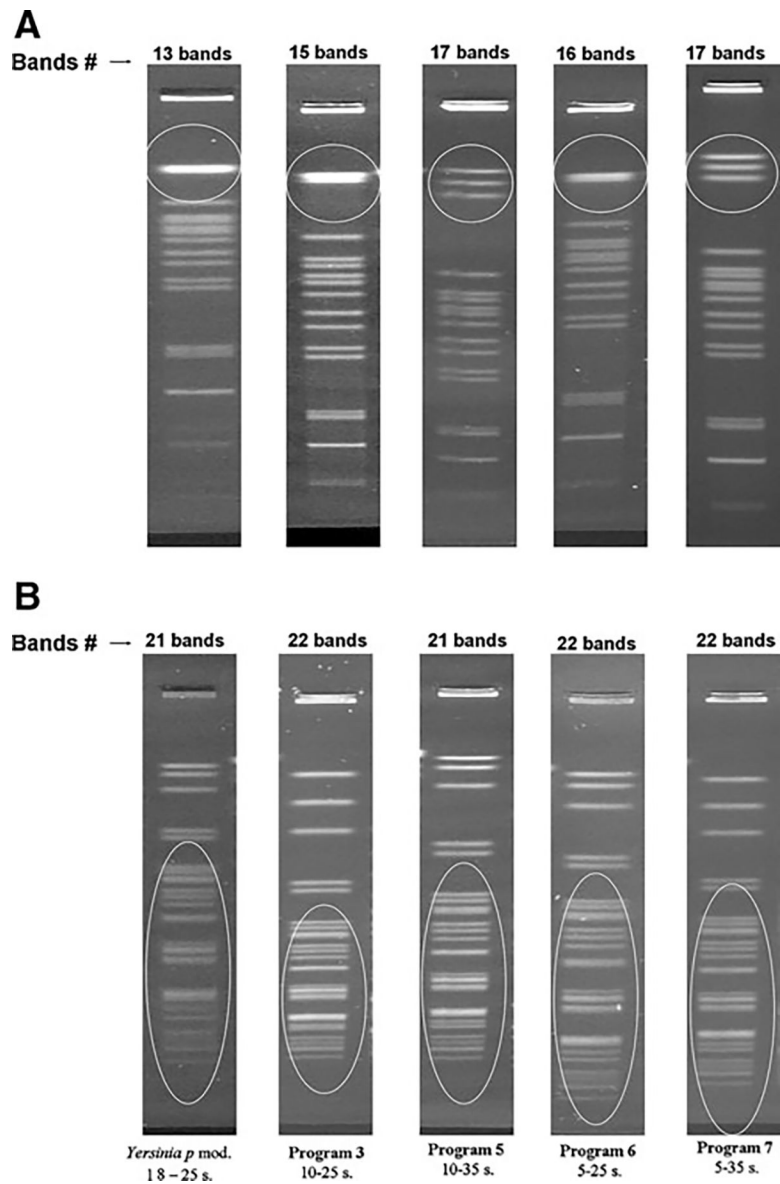 A
Bands # → 13 bands 15 bands 17 bands 16 bands 17 bands
B
Bands # → 21 bands 22 bands 21 bands 22 bands 22 bands
Yersinia p mod. Program 3 Program 5 Program 6 Program 7
1 8 – 25 s. 10-25 s. 10-35 s. 5-25 s. 5-35 s.